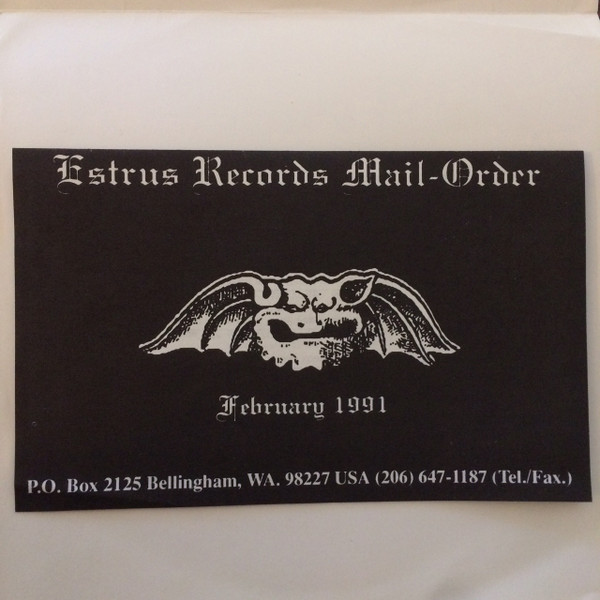 Estrus Records Mail-Order
February 1991
P.O. Box 2125 Bellingham, WA. 98227 USA (206) 647-1187 (Tel./Fax.)